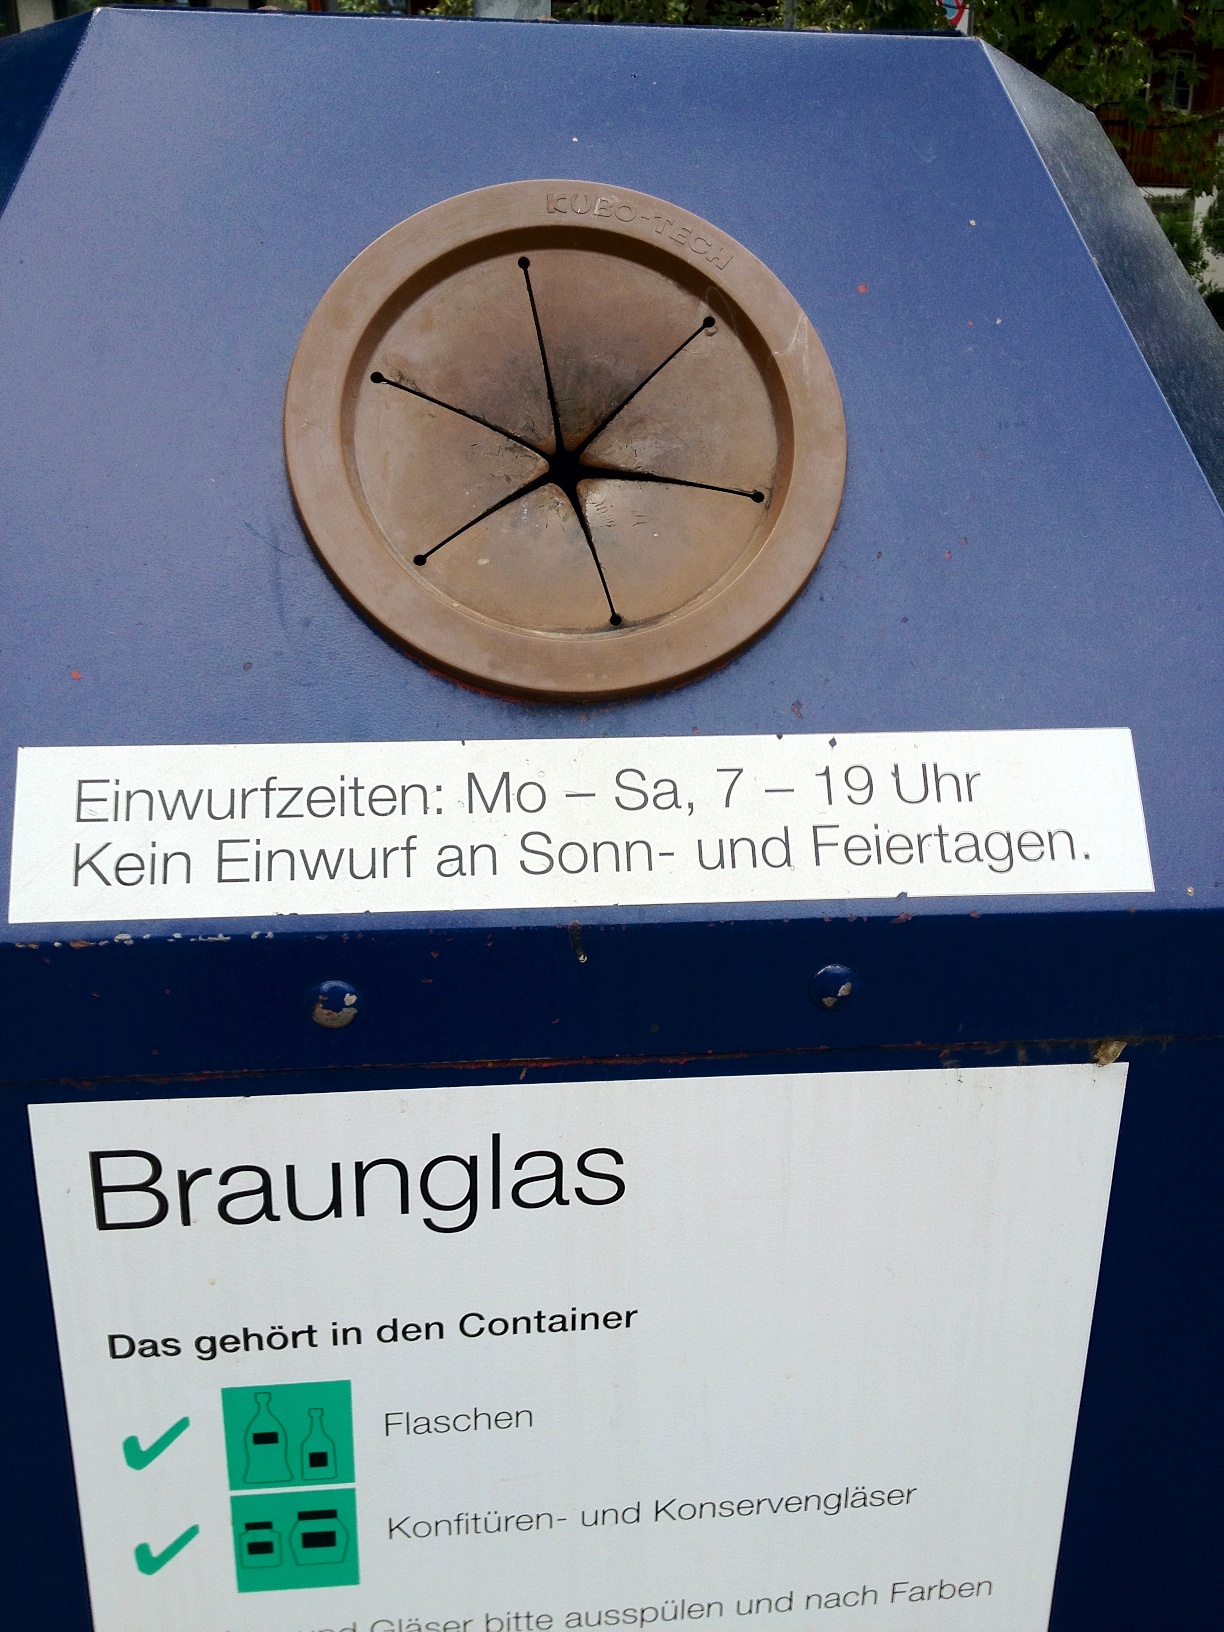 KUBO-TECH
Einwurfzeiten: Mo – Sa, 7 – 19 Uhr
Kein Einwurf an Sonn- und Feiertagen.
Braunglas
Das gehört in den Container
Flaschen
Konfitüren- und Konservengläser
Gläser bitte ausspülen und nach Farben